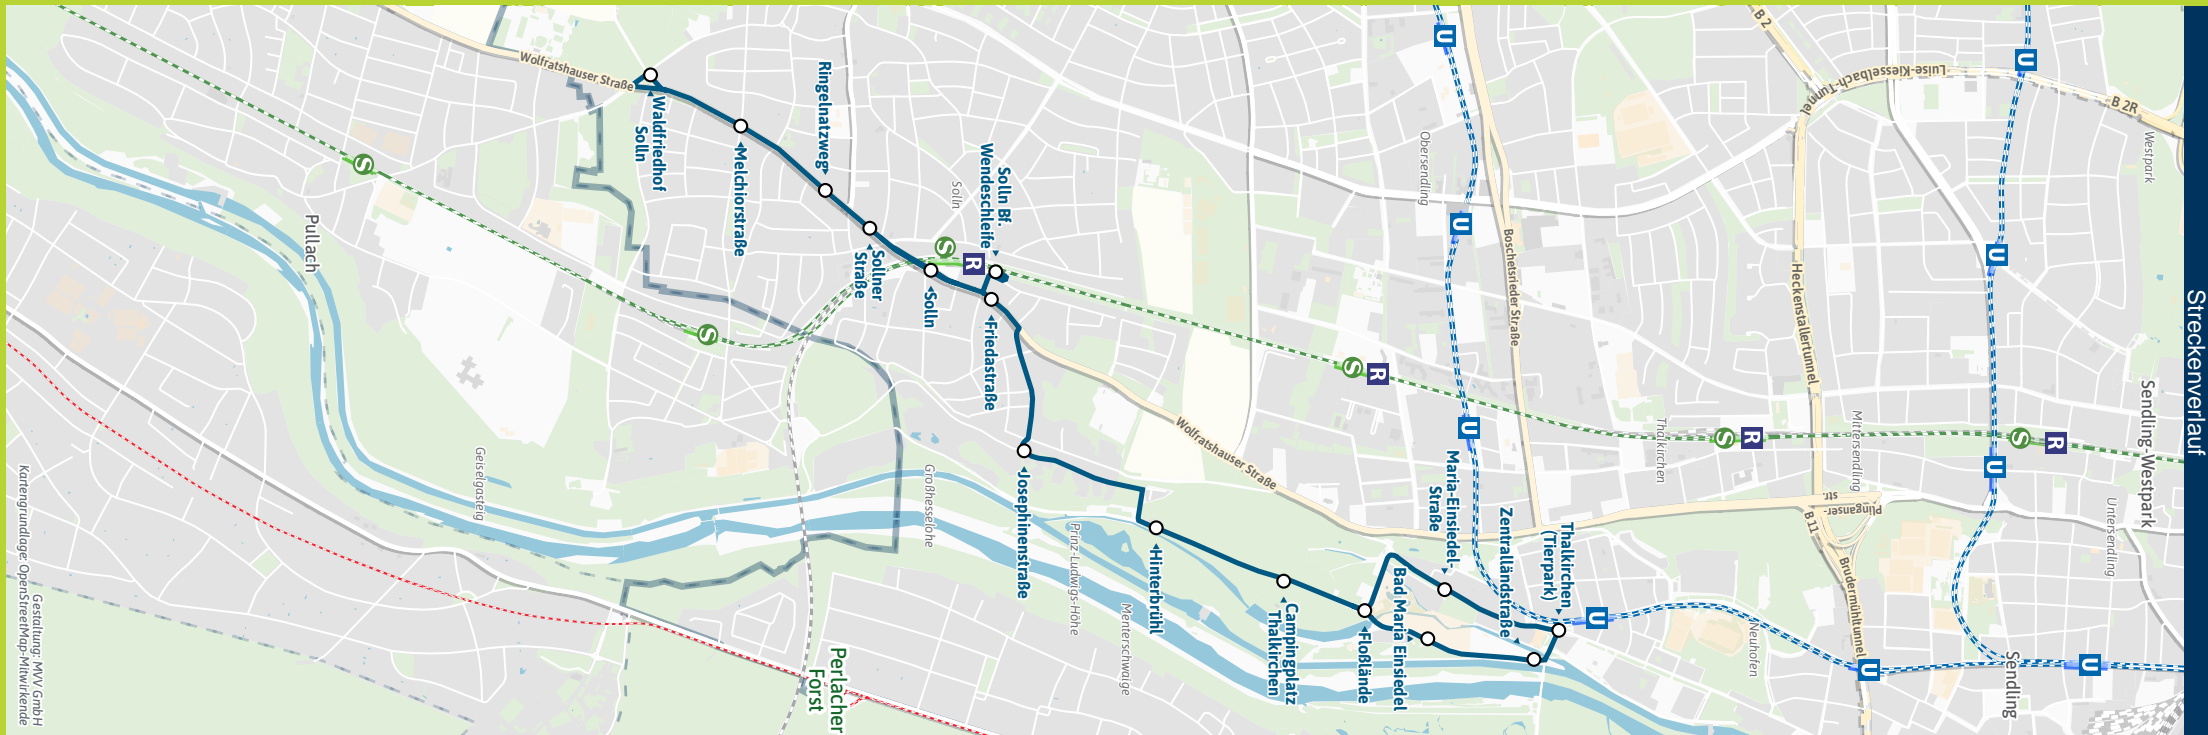 Streckenverlauf
B 2
Luise-Kiesselbach-Tunnel
B 2R
Westpark
U
U
Wolfratshauser Straße
Waldfriedhof
Solln
Melchiorstraße
Ringelnatzweg
Sollner
Straße
Solln
Solln
Solln Bf.
Wendeschleife
Friedastraße
S
R
Obersendling
U
U
Boschetsrieder Straße
Heckenstallertunnel
S
Pullach
S
S
R
U
Thalkirchen
S
R
Mittersendling
S
R
U
Sendling-Westpark
Wolfratshauser Straße
Plinganser-
str.
B 11
Untersendling
Geiselgasteig
Großhesselohe
Josephinenstraße
Prinz-Ludwigs-Höhe
Menterschwaige
Hinterbrühl
Campingplatz
Thalkirchen
Floßlände
Bad Maria Einsiedel
Maria-Einsiedel-
Straße
Zentralländstraße
Thalkirchen
(Tierpark)
U
Brudermühltunnel
Neuhofen
U
Sendling
U
Perlacher
Forst
Gestaltung: MVV GmbH
Kartengrundlage: OpenStreetMap-Mitwirkende